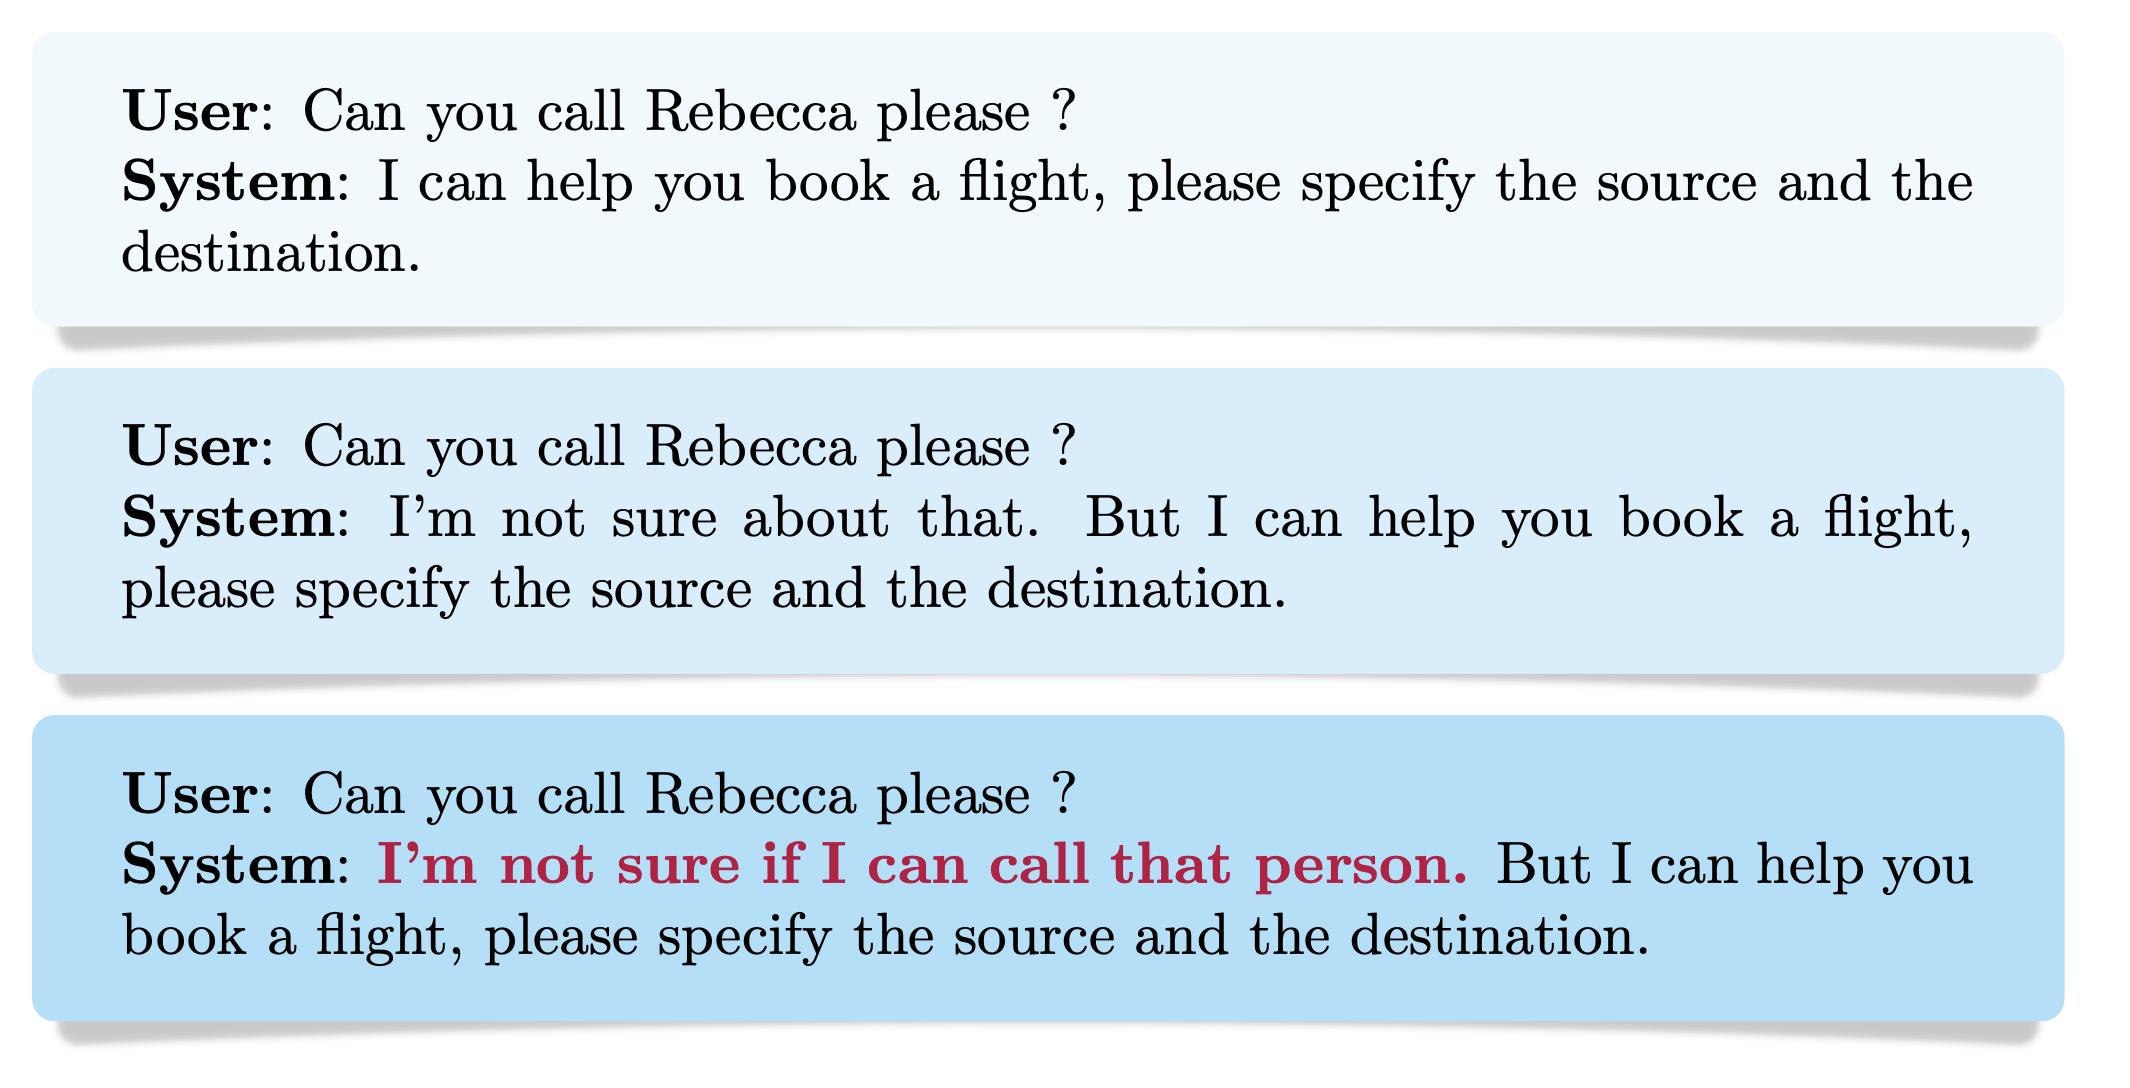 User: Can you call Rebecca please ?
System: I can help you book a flight, please specify the source and the
destination.
User: Can you call Rebecca please ?
System: I'm not sure about that. But I can help you book a flight,
please specify the source and the destination.
User: Can you call Rebecca please ?
System: I'm not sure if I can call that person. But I can help you
book a flight, please specify the source and the destination.